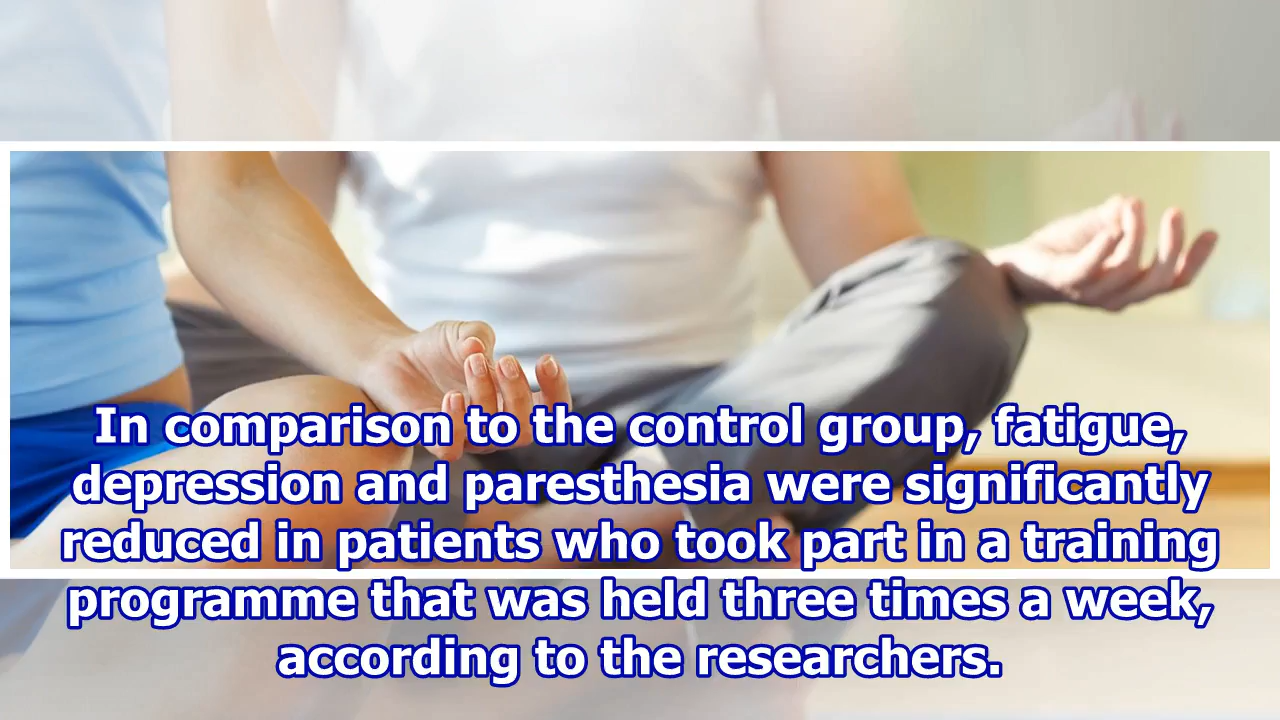 In comparison to the control group, fatigue,
depression and paresthesia were significantly
reduced in patients who took part in a training
programme that was held three times a week,
according to the researchers.